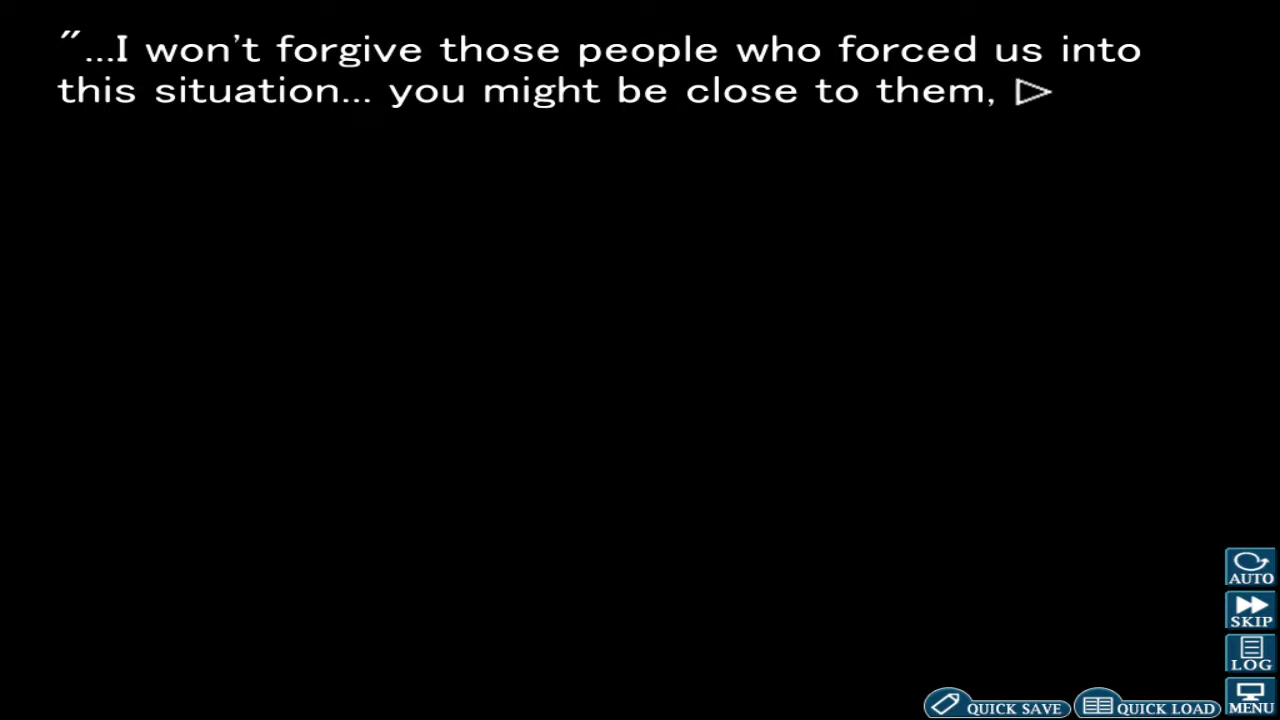 "...I won't forgive those people who forced us into
this situation... you might be close to them,
AUTO
SKIP
LOG
QUICK SAVE
QUICK LOAD
MENU